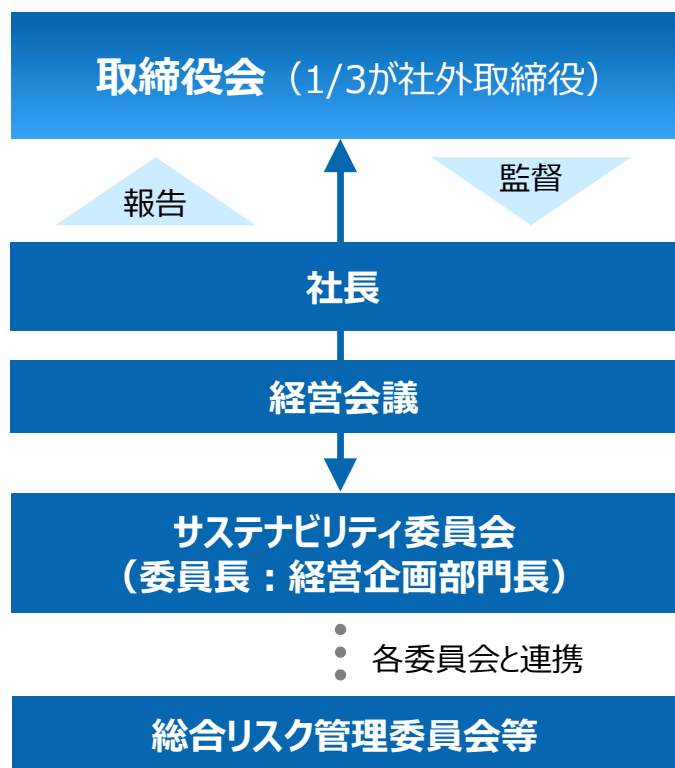 取締役会（1/3が社外取締役）
報告
監督
社長
経営会議
サステナビリティ委員会
（委員長：経営企画部門長）
各委員会と連携
総合リスク管理委員会等